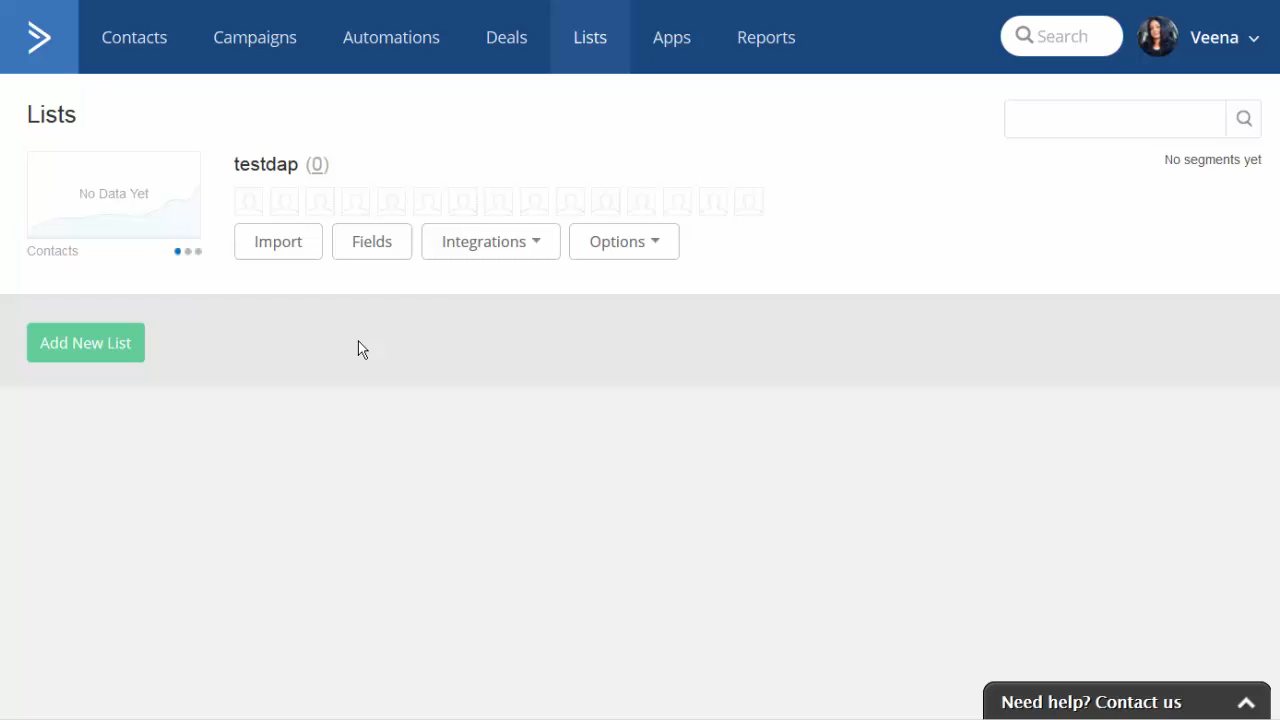 Contacts Campaigns Automations Deals Lists Apps Reports Search Veena
Lists
No segments yet
testdap (0)
No Data Yet
Import Fields Integrations Options
Contacts
Add New List
Need help? Contact us